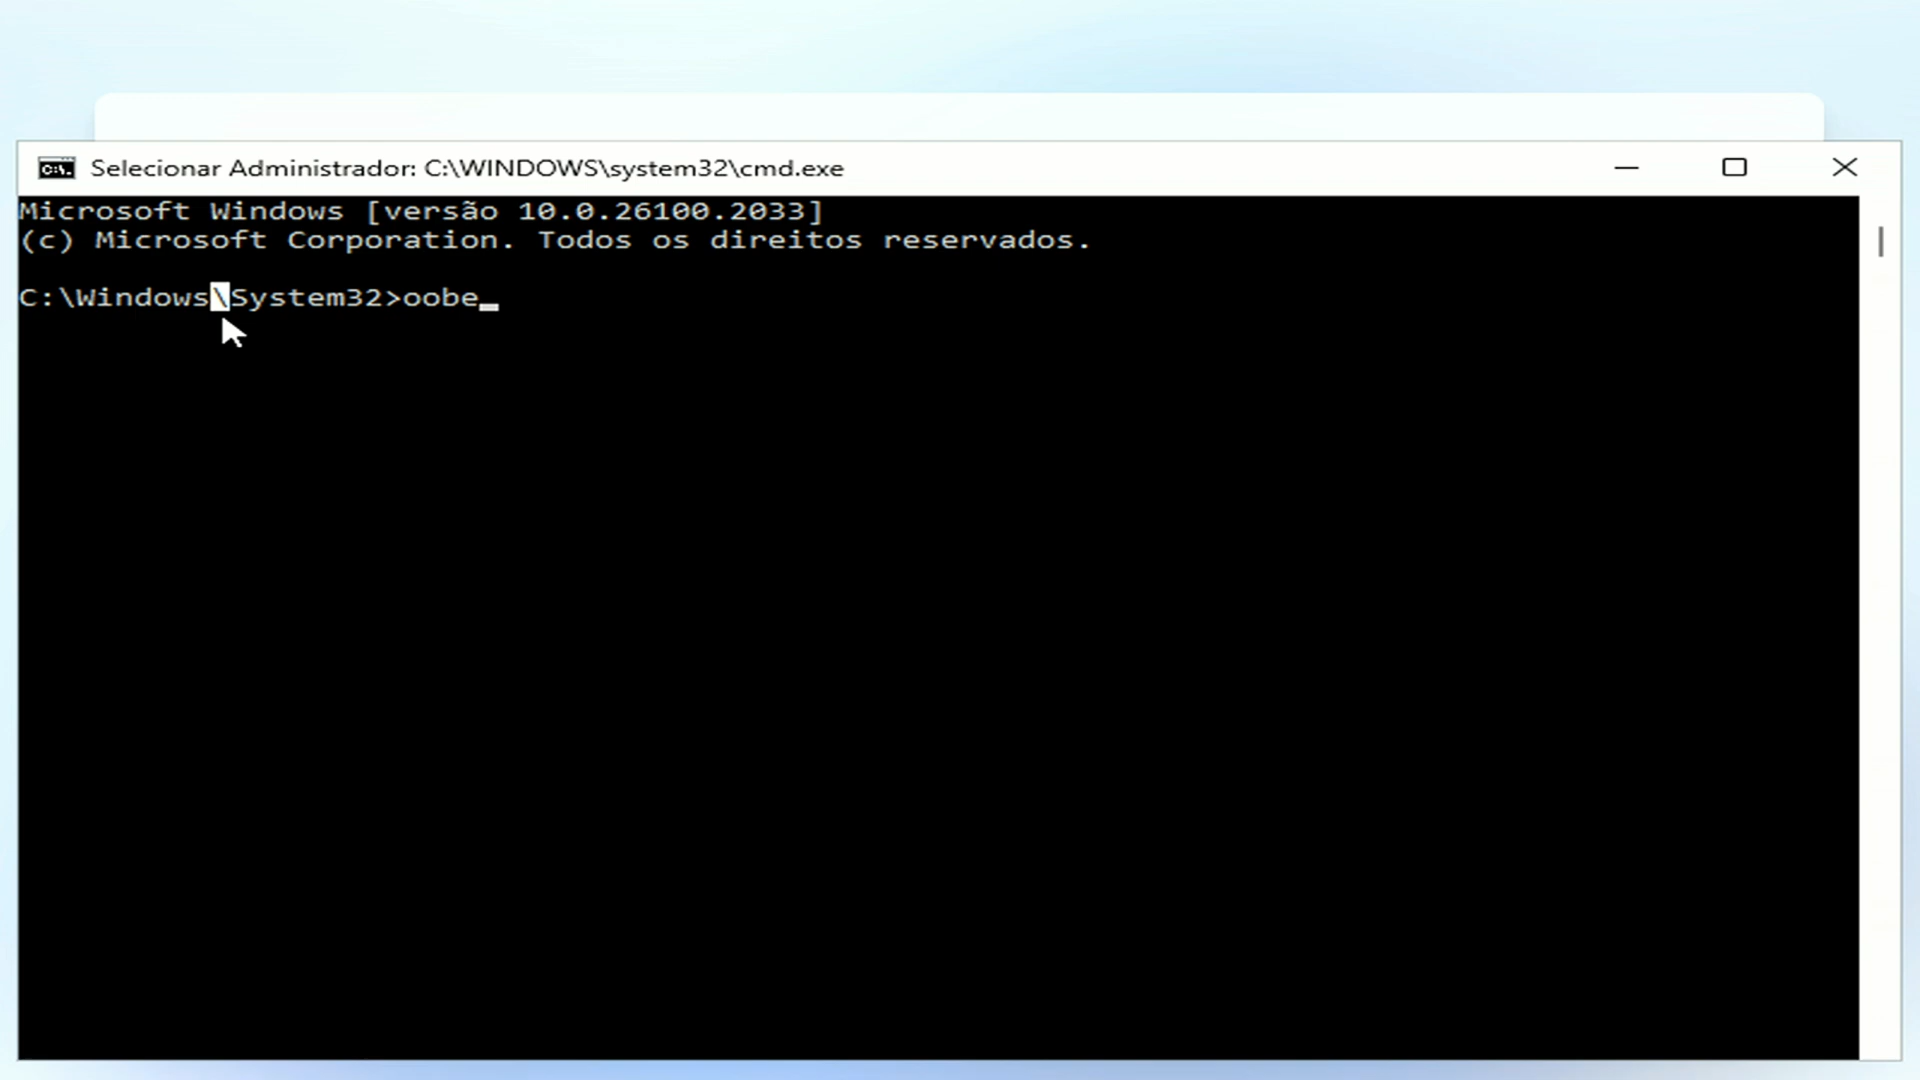 Selecionar Administrador: C:\WINDOWS\system32\cmd.exe
Microsoft Windows [versão 10.0.26100.2033]
(c) Microsoft Corporation. Todos os direitos reservados.
C:\Windows\System32>oobe_